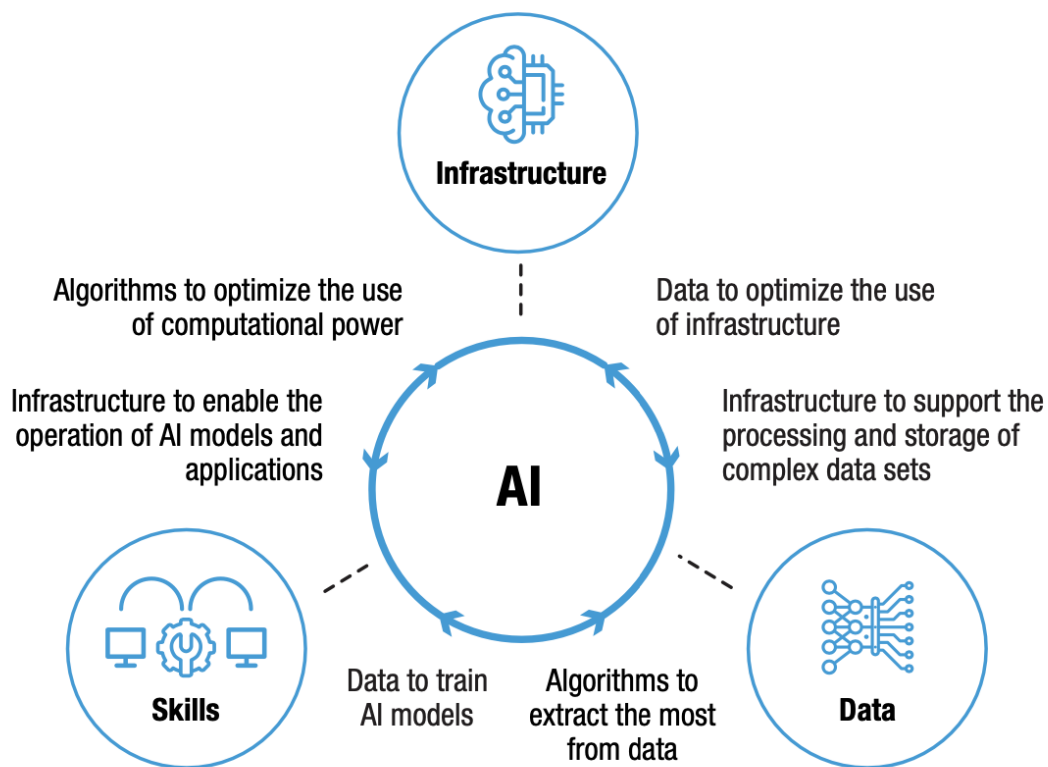 Infrastructure
Algorithms to optimize the use
of computational power
Data to optimize the use
of infrastructure
Infrastructure to enable the
operation of AI models and
applications
Infrastructure to support the
processing and storage of
complex data sets
AI
Skills
Data to train
AI models
Algorithms to
extract the most
from data
Data